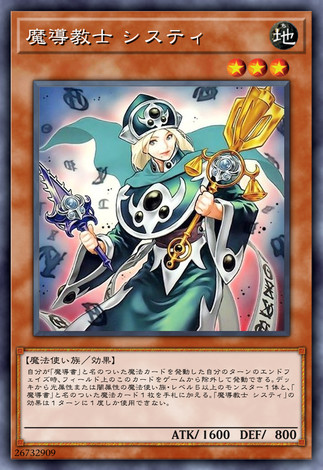 魔導教士 システィ
地
【魔法使い族／効果】
自分が「魔導書」と名のついた魔法カードを発動した自分のターンのエンド
フェイズ時、フィールド上のこのカードをゲームから除外して発動できる。デッ
キから光属性または闇属性の魔法使い族・レベル５以上のモンスター１体と、「
魔導書」と名のついた魔法カード１枚を手札に加える。「魔導教士 システィ」の
効果は１ターンに１度しか使用できない。
ATK/ 1600 DEF/ 800
26732909